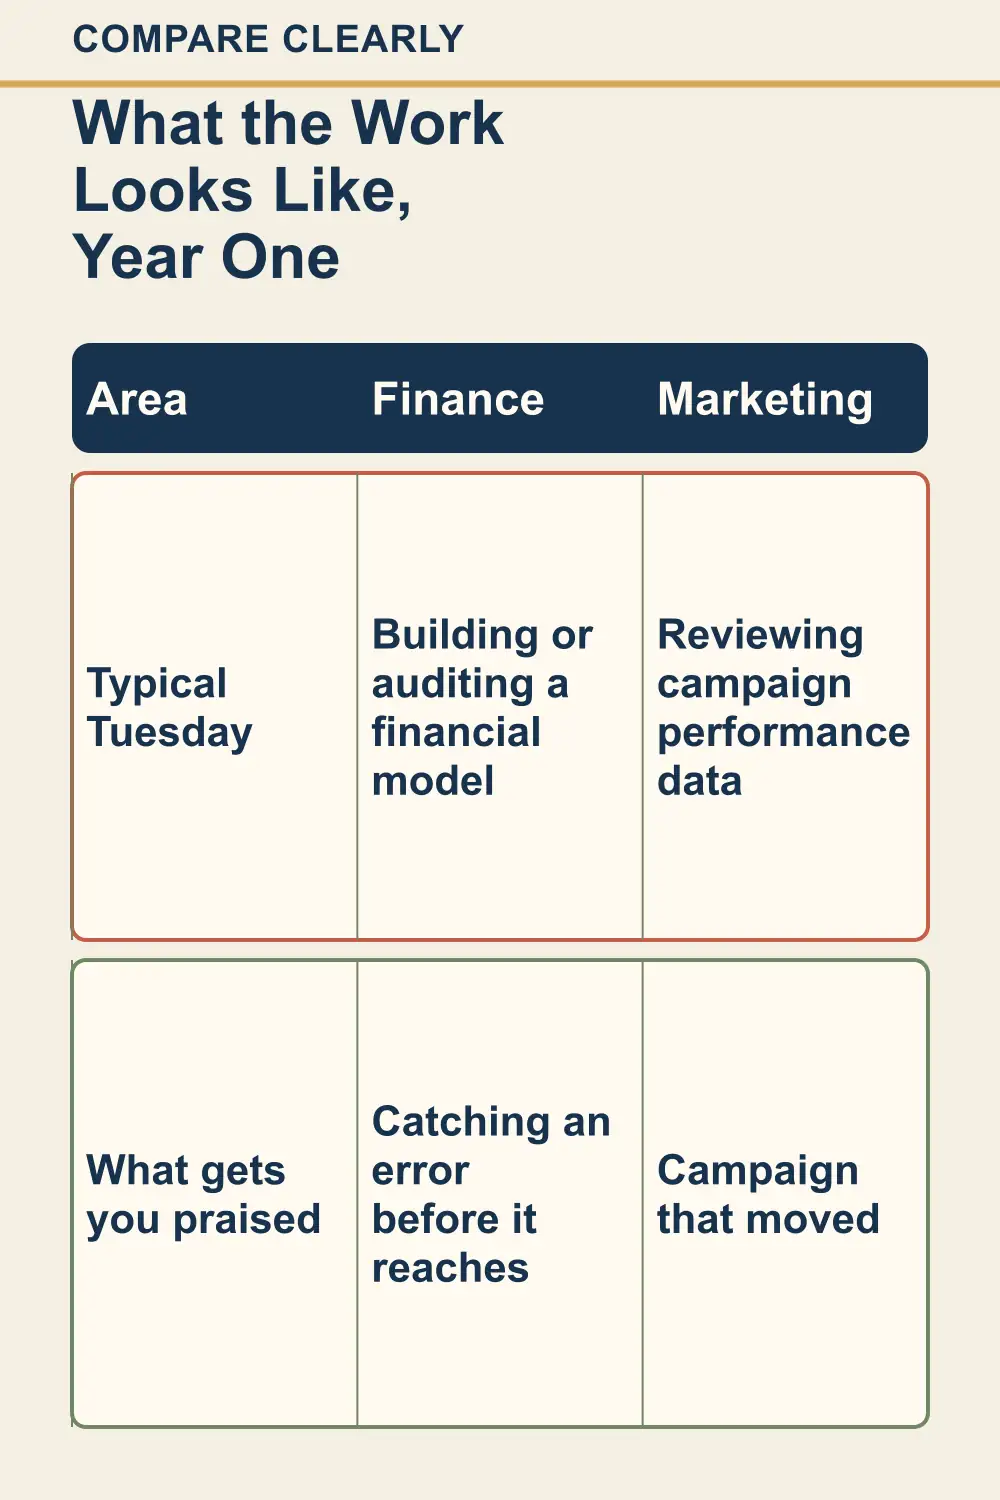 COMPARE CLEARLY
What the Work
Looks Like,
Year One
Area
Finance
Marketing
Typical
Tuesday
Building or
auditing a
financial
model
Reviewing
campaign
performance
data
What gets
you praised
Catching an
error
before it
reaches
Campaign
that moved